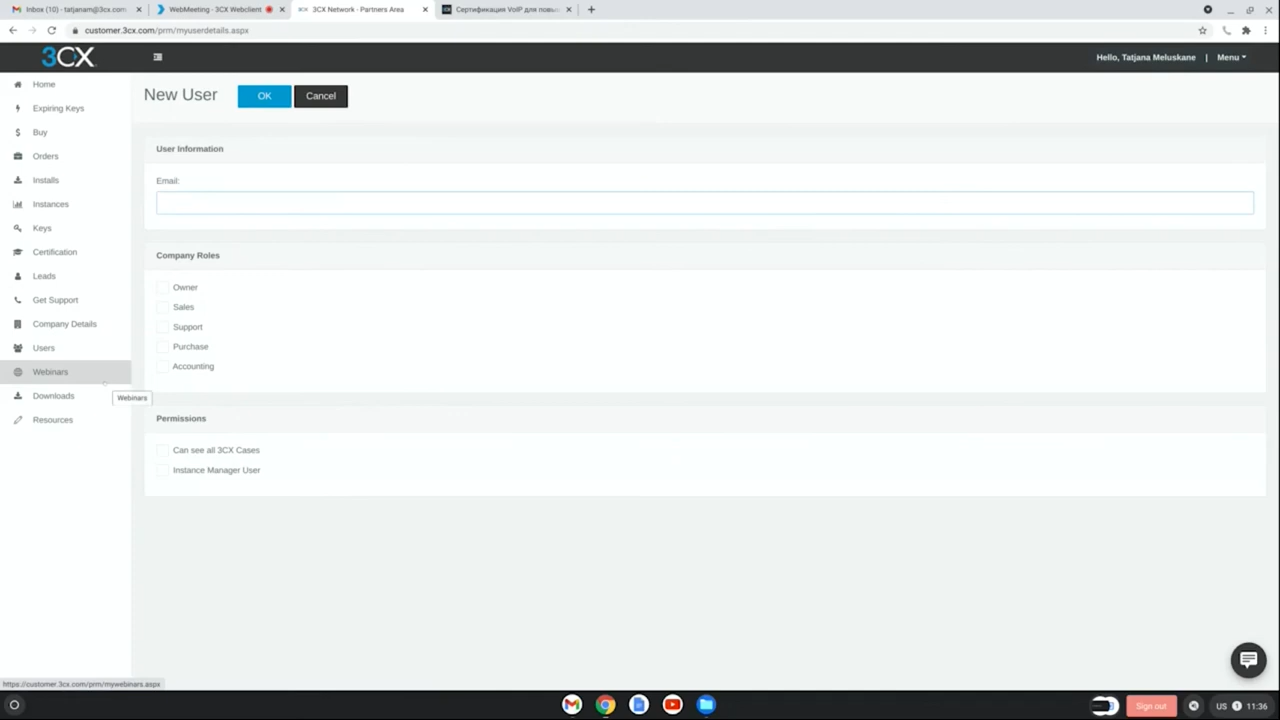 Inbox (10) - tatjanam@3cx.com
WebMeeting - 3CX Webclient
3CX Network - Partners Area
Сертификация VoIP для повы
customer.3cx.com/prm/myuserdetails.aspx
3CX
Hello, Tatjana Meluskane | Menu
Home
Expiring Keys
Buy
Orders
Installs
Instances
Keys
Certification
Leads
Get Support
Company Details
Users
Webinars
Downloads
Resources
Webinars
New User
OK
Cancel
User Information
Email:
Company Roles
Owner
Sales
Support
Purchase
Accounting
Permissions
Can see all 3CX Cases
Instance Manager User
https://customer.3cx.com/prm/mywebinars.aspx
Sign out
US
11:36